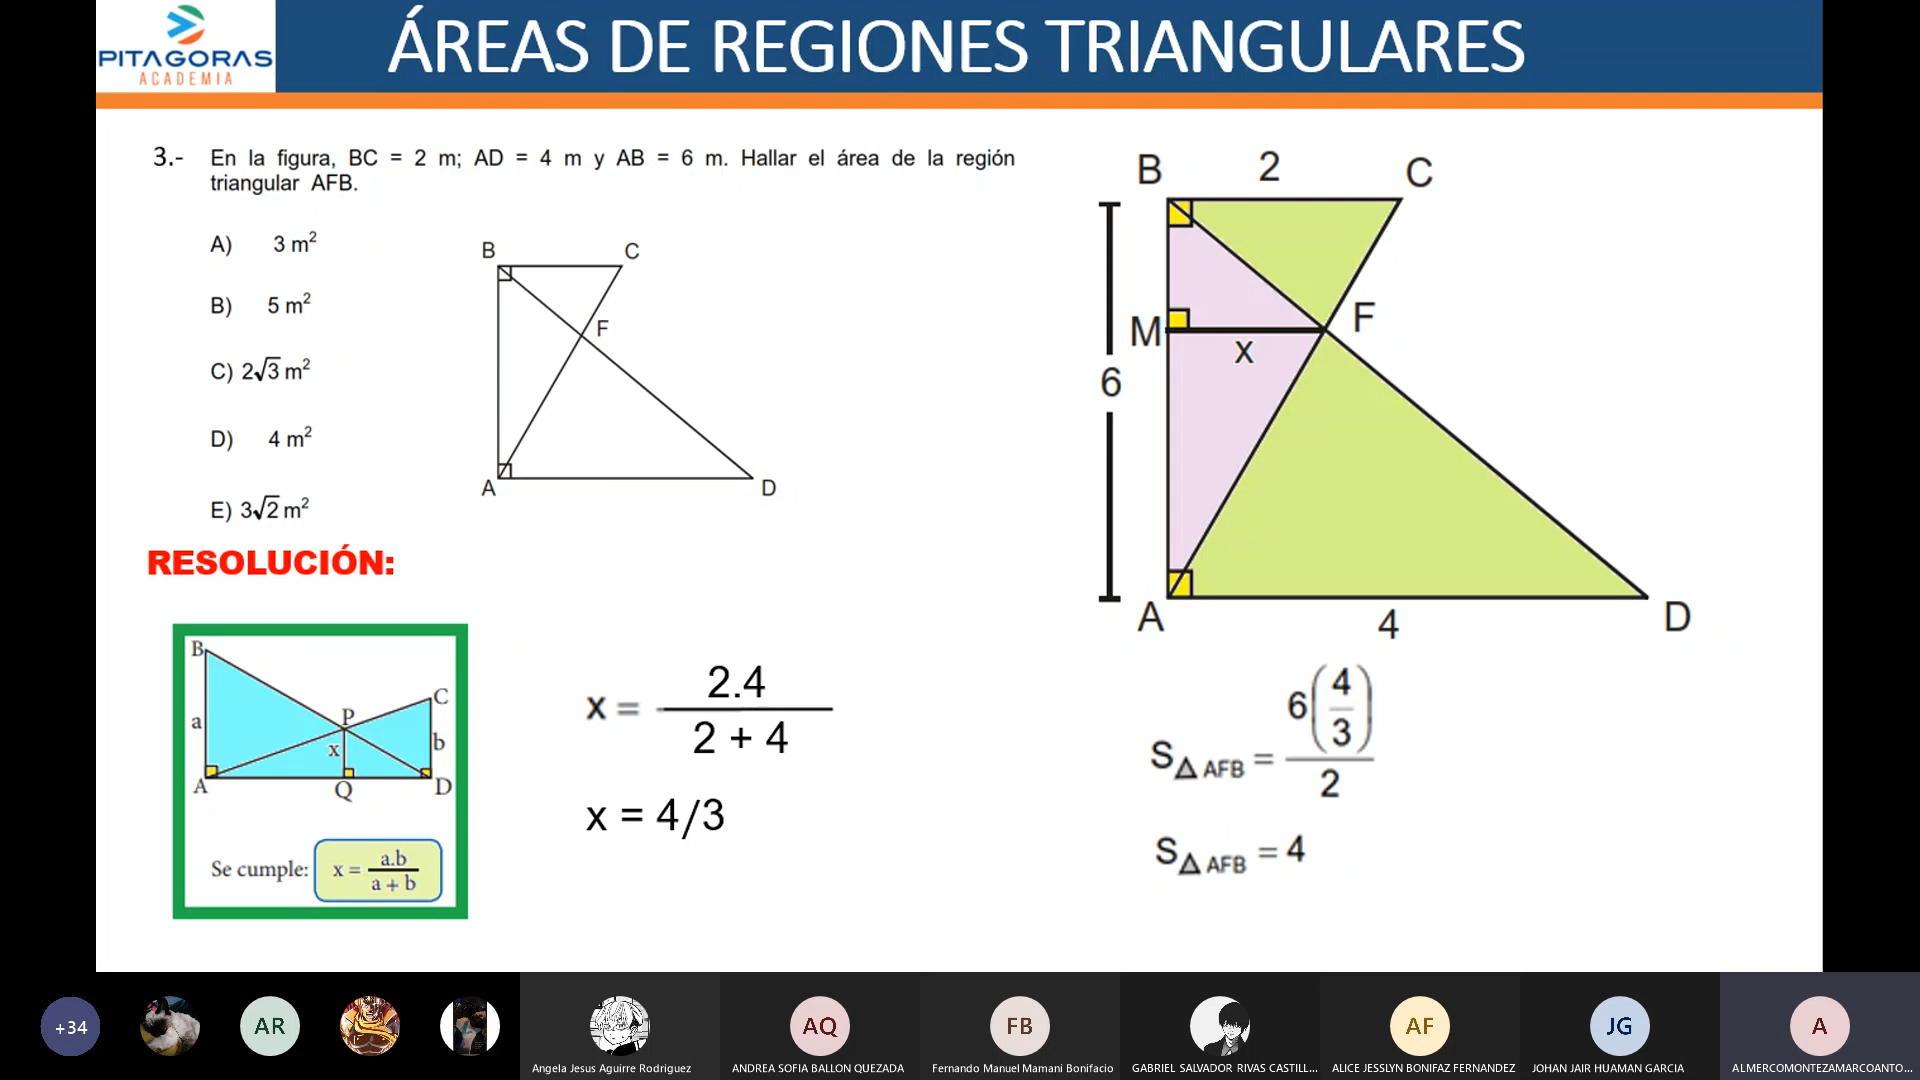 PITAGORAS
ACADEMIA
ÁREAS DE REGIONES TRIANGULARES
3.- En la figura, BC = 2 m; AD = 4 m y AB = 6 m. Hallar el área de la región
triangular AFB.
A) 3 m²
B) 5 m²
C) 2√3 m²
D) 4 m²
E) 3√2 m²
B
C
F
A
D
B
2
C
M
x
F
6
A
4
D
RESOLUCIÓN:
B
C
P
a
x
b
A
Q
D
Se cumple: x = a.b / a + b
x = 2.4 / 2 + 4
x = 4/3
S△ AFB = 6(4/3) / 2
S△ AFB = 4
+34
AR
AQ
FB
AF
JG
A
Angela Jesus Aguirre Rodriguez
ANDREA SOFIA BALLON QUEZADA
Fernando Manuel Mamani Bonifacio
GABRIEL SALVADOR RIVAS CASTILL...
ALICE JESSLYN BONIFAZ FERNANDEZ
JOHAN JAIR HUAMAN GARCIA
ALMERCOMONTEZAMARCOANTO...